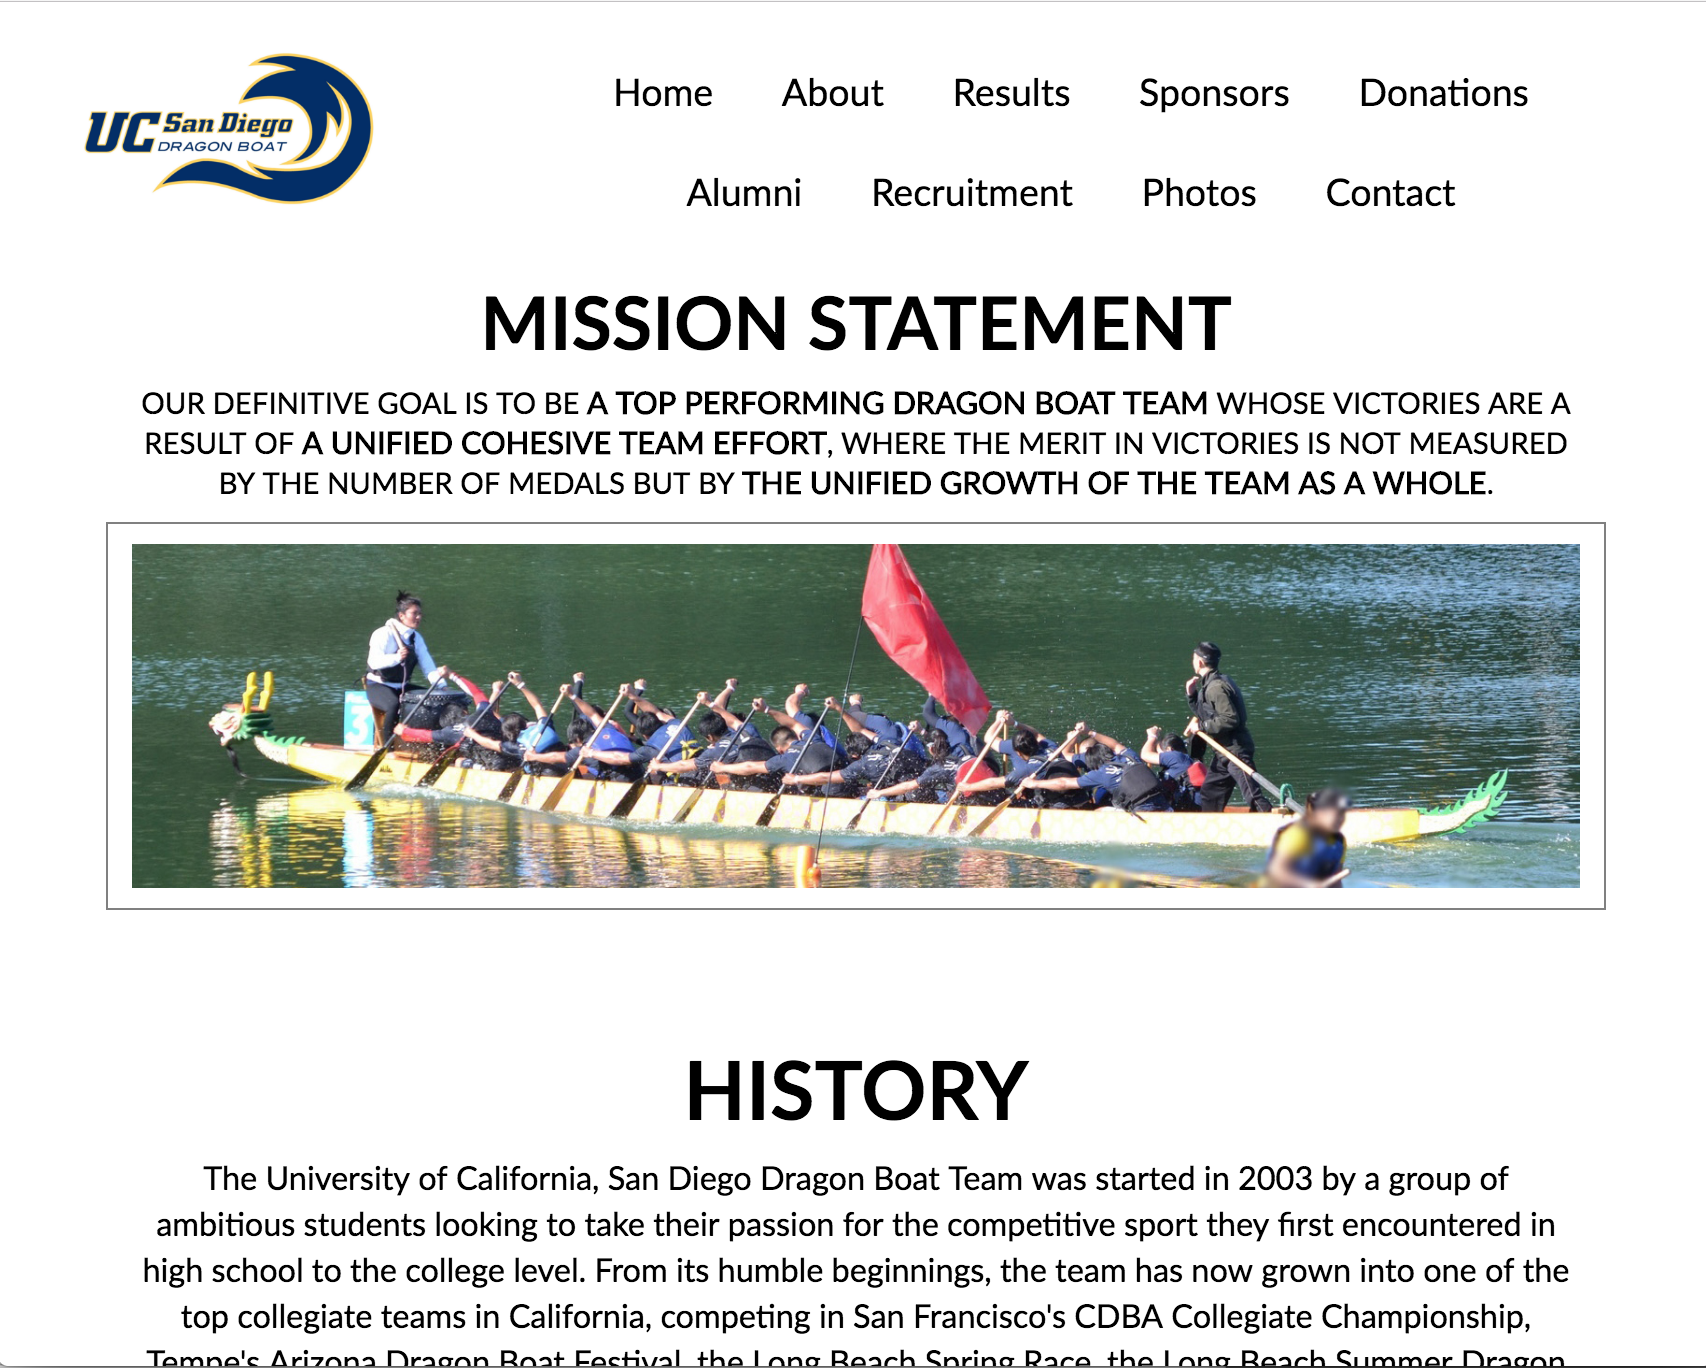 UC San Diego
DRAGON BOAT
Home About Results Sponsors Donations
Alumni Recruitment Photos Contact
MISSION STATEMENT
OUR DEFINITIVE GOAL IS TO BE A TOP PERFORMING DRAGON BOAT TEAM WHOSE VICTORIES ARE A
RESULT OF A UNIFIED COHESIVE TEAM EFFORT, WHERE THE MERIT IN VICTORIES IS NOT MEASURED
BY THE NUMBER OF MEDALS BUT BY THE UNIFIED GROWTH OF THE TEAM AS A WHOLE.
3
HISTORY
The University of California, San Diego Dragon Boat Team was started in 2003 by a group of
ambitious students looking to take their passion for the competitive sport they first encountered in
high school to the college level. From its humble beginnings, the team has now grown into one of the
top collegiate teams in California, competing in San Francisco's CDBA Collegiate Championship,
Tempe's Arizona Dragon Boat Festival, the Long Beach Spring Race, the Long Beach Summer Dragon